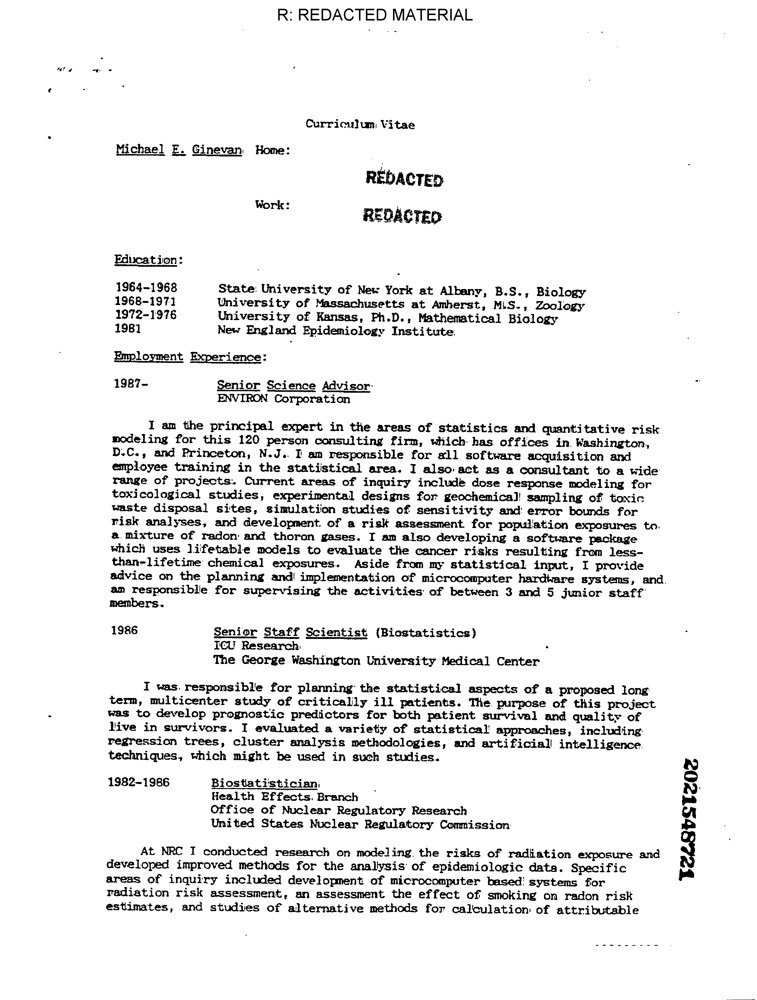 R: REDACTED MATERIAL
Curriculum Vitae
Michael E. Ginevan Home:
REDACTED
Work:
REDACTED
Education:
1964-1968 State University of New York at Albany, B.S., Biology
1968-1971 University of Massachusetts at Amherst, M.S., Zoology
1972-1976 University of Kansas, Ph.D., Mathematical Biology
1981 New England Epidemiology Institute
Employment Experience:
1987- Senior Science Advisor
ENVIRON Corporation
I am the principal expert in the areas of statistics and quantitative risk
modeling for this 120 person consulting firm, which has offices in Washington,
D.C., and Princeton, N.J. I am responsible for all software acquisition and
employee training in the statistical area. I also act as a consultant to a wide
range of projects. Current areas of inquiry include dose response modeling for
toxicological studies, experimental designs for geochemical sampling of toxic
waste disposal sites, simulation studies of sensitivity and error bounds for
risk analyses, and development of a risk assessment for population exposures to
a mixture of radon and thoron gases. I am also developing a software package
which uses lifetable models to evaluate the cancer risks resulting from less-
than-lifetime chemical exposures. Aside from my statistical input, I provide
advice on the planning and implementation of microcomputer hardware systems, and
am responsible for supervising the activities of between 3 and 5 junior staff
members.
1986 Senior Staff Scientist (Biostatistics)
ICU Research
The George Washington University Medical Center
I was responsible for planning the statistical aspects of a proposed long
term, multicenter study of critically ill patients. The purpose of this project
was to develop prognostic predictors for both patient survival and quality of
live in survivors. I evaluated a variety of statistical approaches, including
regression trees, cluster analysis methodologies, and artificial intelligence
techniques, which might be used in such studies.
1982-1986 Biostatistician
Health Effects Branch
Office of Nuclear Regulatory Research
United States Nuclear Regulatory Commission
At NRC I conducted research on modeling the risks of radiation exposure and
developed improved methods for the analysis of epidemiologic data. Specific
areas of inquiry included development of microcomputer based systems for
radiation risk assessment, an assessment the effect of smoking on radon risk
estimates, and studies of alternative methods for calculation of attributable
2021548721